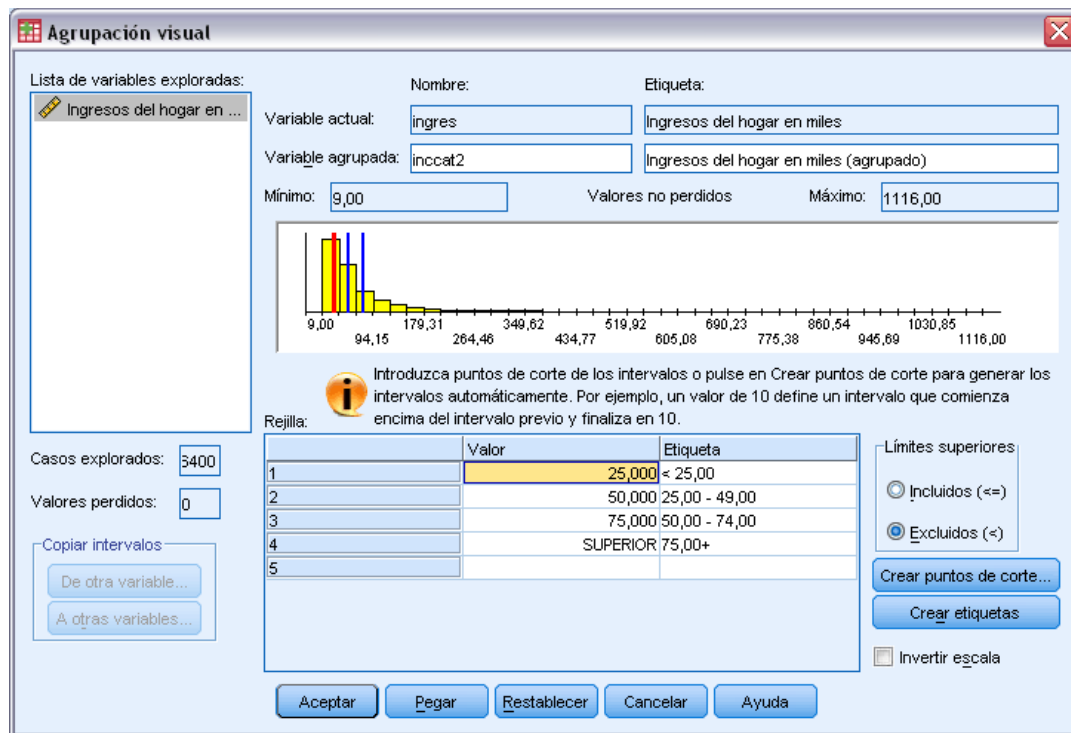 Agrupación visual
Lista de variables exploradas:
Ingresos del hogar en ...
Nombre:
Etiqueta:
Variable actual:
ingres
Ingresos del hogar en miles
Variable agrupada:
inccat2
Ingresos del hogar en miles (agrupado)
Mínimo:
9,00
Valores no perdidos
Máximo:
1116,00
9,00 179,31 349,62 519,92 690,23 860,54 1030,85
94,15 264,46 434,77 605,08 775,38 945,69 1116,00
Introduzca puntos de corte de los intervalos o pulse en Crear puntos de corte para generar los
intervalos automáticamente. Por ejemplo, un valor de 10 define un intervalo que comienza
encima del intervalo previo y finaliza en 10.
Rejilla:
Valor Etiqueta
1 25,000 < 25,00
2 50,000 25,00 - 49,00
3 75,000 50,00 - 74,00
4 SUPERIOR 75,00+
5
Casos explorados:
6400
Valores perdidos:
0
Copiar intervalos
De otra variable...
A otras variables...
Límites superiores
Incluidos (<=)
Excluidos (<)
Crear puntos de corte...
Crear etiquetas
Invertir escala
Aceptar
Pegar
Restablecer
Cancelar
Ayuda